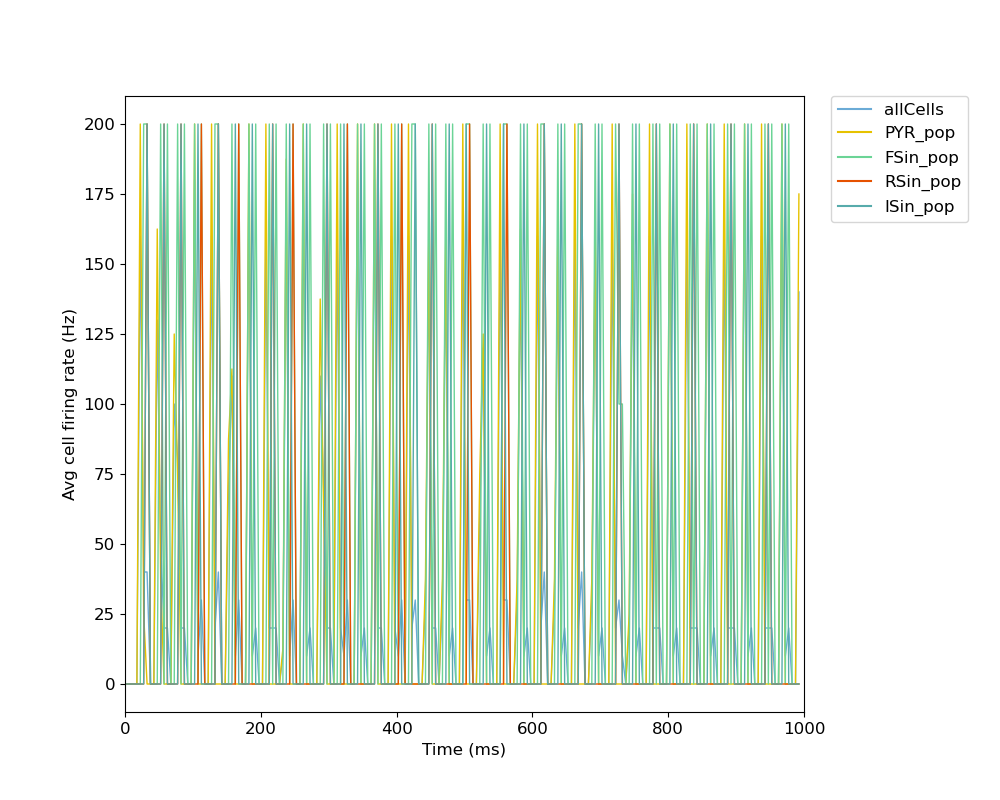 allCells
PYR_pop
FSin_pop
RSin_pop
ISin_pop
200
175
150
125
100
75
50
25
0
Avg cell firing rate (Hz)
0 200 400 600 800 1000
Time (ms)